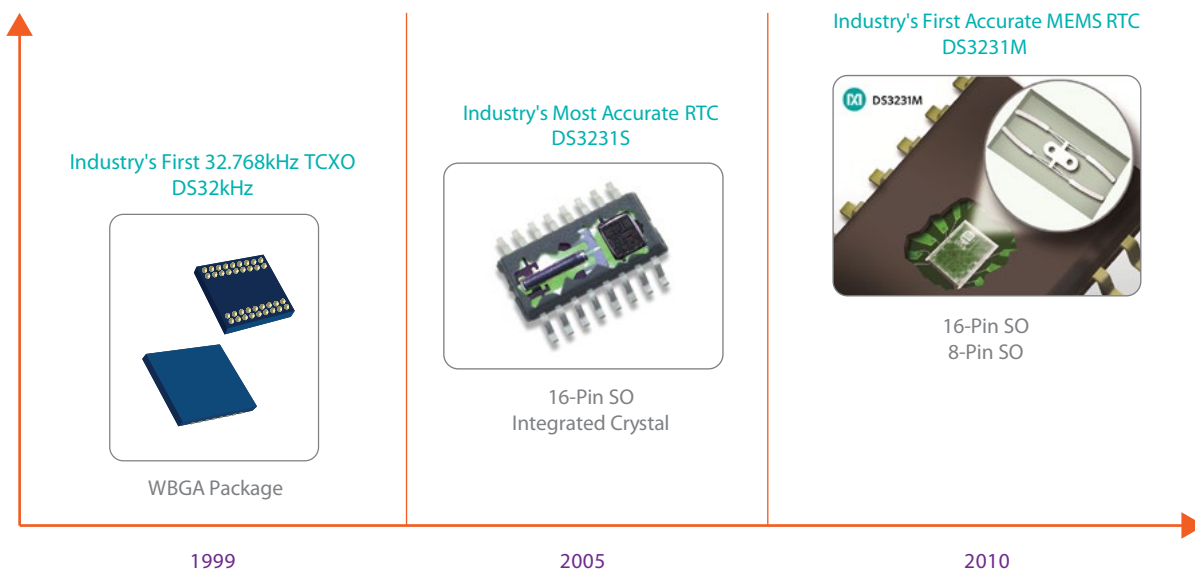 Industry's First 32.768kHz TCXO
DS32kHz
WBGA Package
1999
Industry's Most Accurate RTC
DS3231S
16-Pin SO
Integrated Crystal
2005
Industry's First Accurate MEMS RTC
DS3231M
DS3231M
16-Pin SO
8-Pin SO
2010